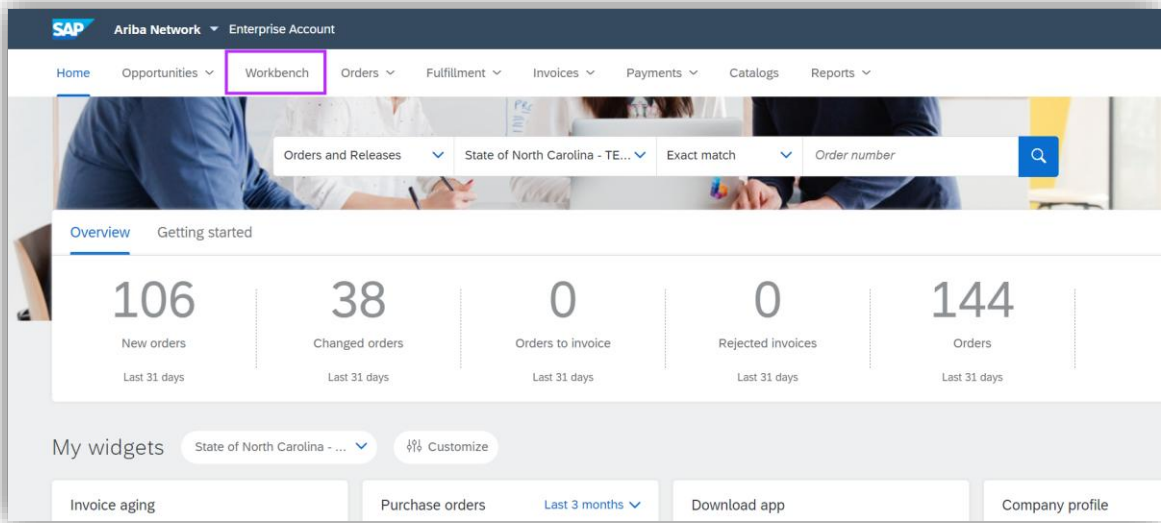 SAP Ariba Network Enterprise Account
Home Opportunities Workbench Orders Fulfillment Invoices Payments Catalogs Reports
Orders and Releases State of North Carolina - TE... Exact match Order number
Overview Getting started
106 38 0 0 144
New orders Changed orders Orders to invoice Rejected invoices Orders
Last 31 days Last 31 days Last 31 days Last 31 days Last 31 days
My widgets State of North Carolina - ... Customize
Invoice aging Purchase orders Last 3 months Download app Company profile